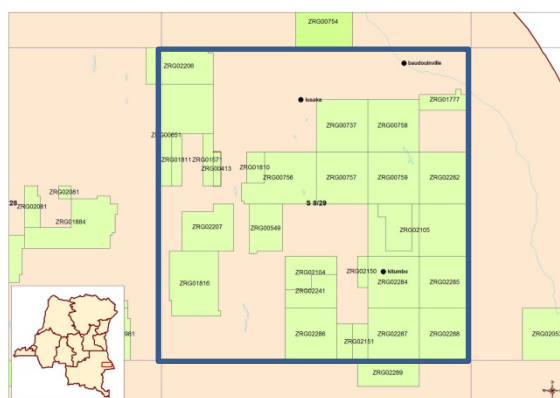 ZRG00754
baudouinville
ZRG02206
lusaka
ZRG01777
ZRG00737
ZRG00758
ZRG00651
ZRG01811
ZRG01571
ZRG00413
ZRG01810
ZRG00756
ZRG00757
ZRG00759
ZRG02282
ZRG02081
ZRG02081
28
S 8/29
ZRG01884
ZRG02207
ZRG00549
ZRG02105
ZRG02104
ZRG02150
kitumbo
ZRG02284
ZRG02285
ZRG01816
ZRG02241
ZRG02286
ZRG02151
ZRG02287
ZRG02288
ZRG02289